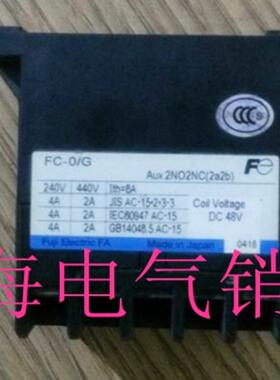 CCC
FC-0/G
Aux.2NO2NC(2a2b)
Fe
240V 440V Ith=6A
4A 2A JIS AC-15-2-3-3
Coil Voltage
4A 2A IEC60947 AC-15
DC 48V
4A 2A GB14048.5 AC-15
Fuji Electric FA Made in Japan 0416
海电气销